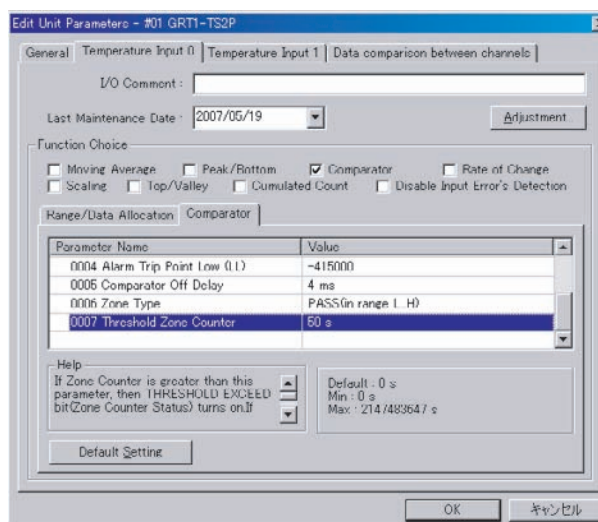 Edit Unit Parameters - #01 GRT1-TS2P
General Temperature Input 0 Temperature Input 1 Data comparison between channels
I/O Comment :
Last Maintenance Date : 2007/05/19 Adjustment
Function Choice
Moving Average Peak/Bottom Comparator Rate of Change
Scaling Top/Valley Cumulated Count Disable Input Error's Detection
Range/Data Allocation Comparator
Parameter Name Value
0004 Alarm Trip Point Low (LL) -415000
0005 Comparator Off Delay 4 ms
0006 Zone Type PASS(in range L..H)
0007 Threshold Zone Counter 50 s
Help
If Zone Counter is greater than this
parameter, then THRESHOLD EXCEED
bit(Zone Counter Status) turns on.If
Default : 0 s
Min : 0 s
Max : 2147483647 s
Default Setting
OK キャンセル